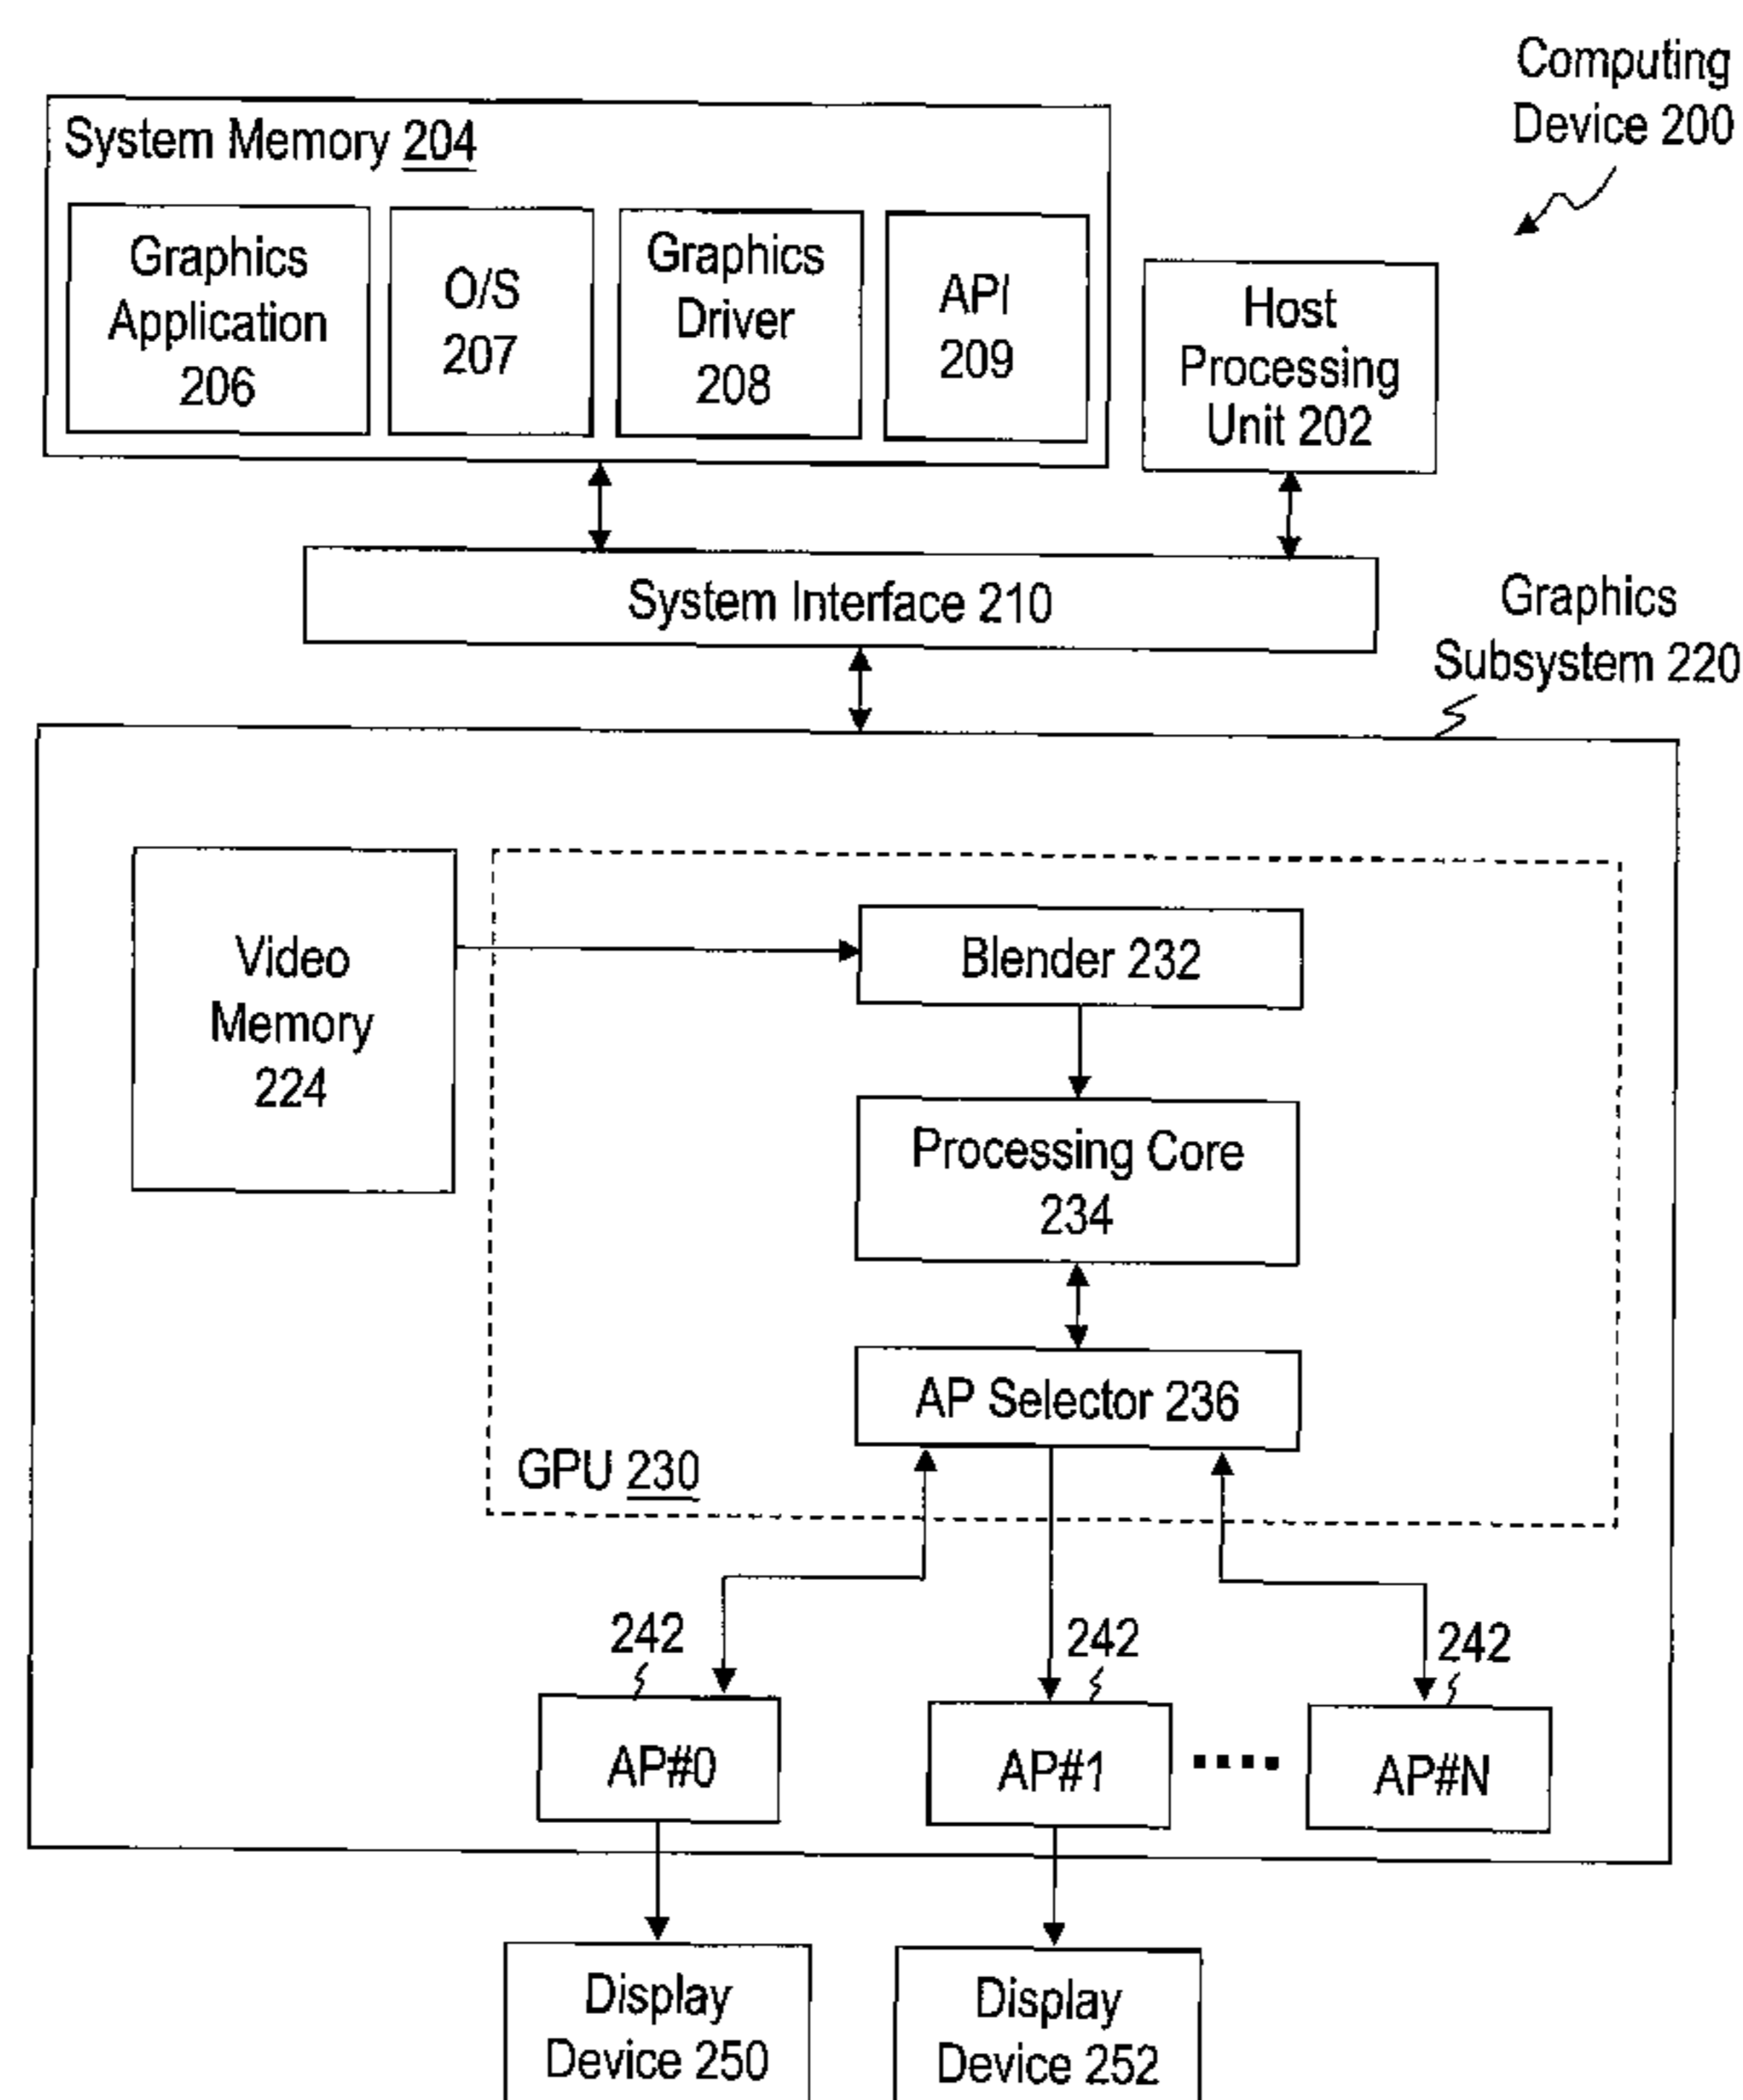 Computing
Device 200
System Memory 204
Graphics
Application
206
O/S
207
Graphics
Driver
208
API
209
Host
Processing
Unit 202
System Interface 210
Graphics
Subsystem 220
Video
Memory
224
Blender 232
Processing Core
234
AP Selector 236
GPU 230
242
242
242
AP#0
AP#1
AP#N
Display
Device 250
Display
Device 252